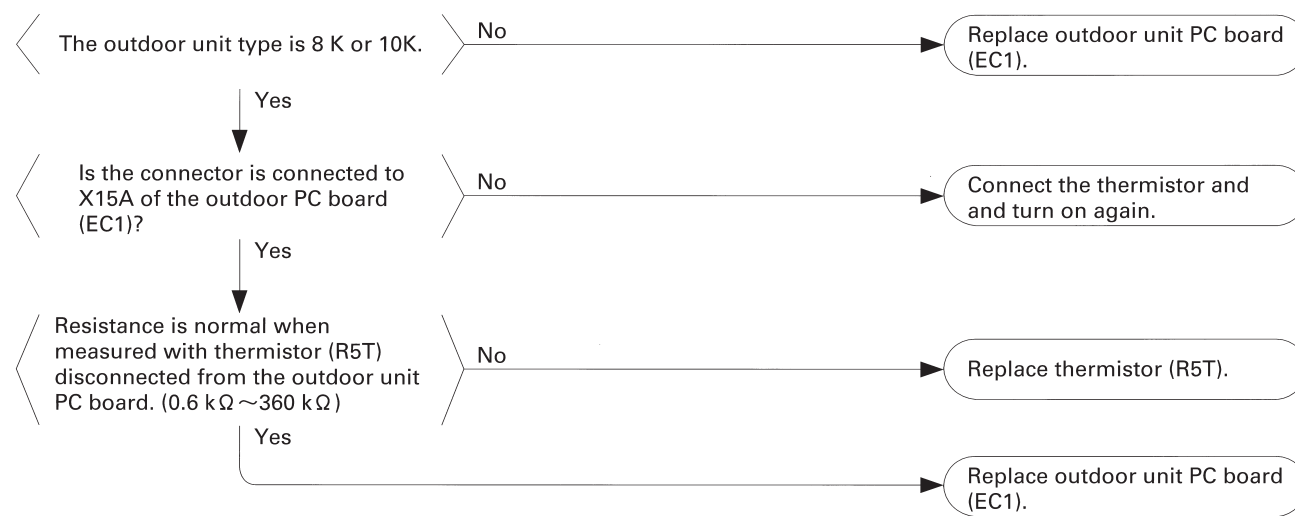 The outdoor unit type is 8 K or 10K.
No
Replace outdoor unit PC board
(EC1).
Yes
Is the connector is connected to
X15A of the outdoor PC board
(EC1)?
No
Connect the thermistor and
and turn on again.
Yes
Resistance is normal when
measured with thermistor (R5T)
disconnected from the outdoor unit
PC board. (0.6 kΩ～360 kΩ)
No
Replace thermistor (R5T).
Yes
Replace outdoor unit PC board
(EC1).